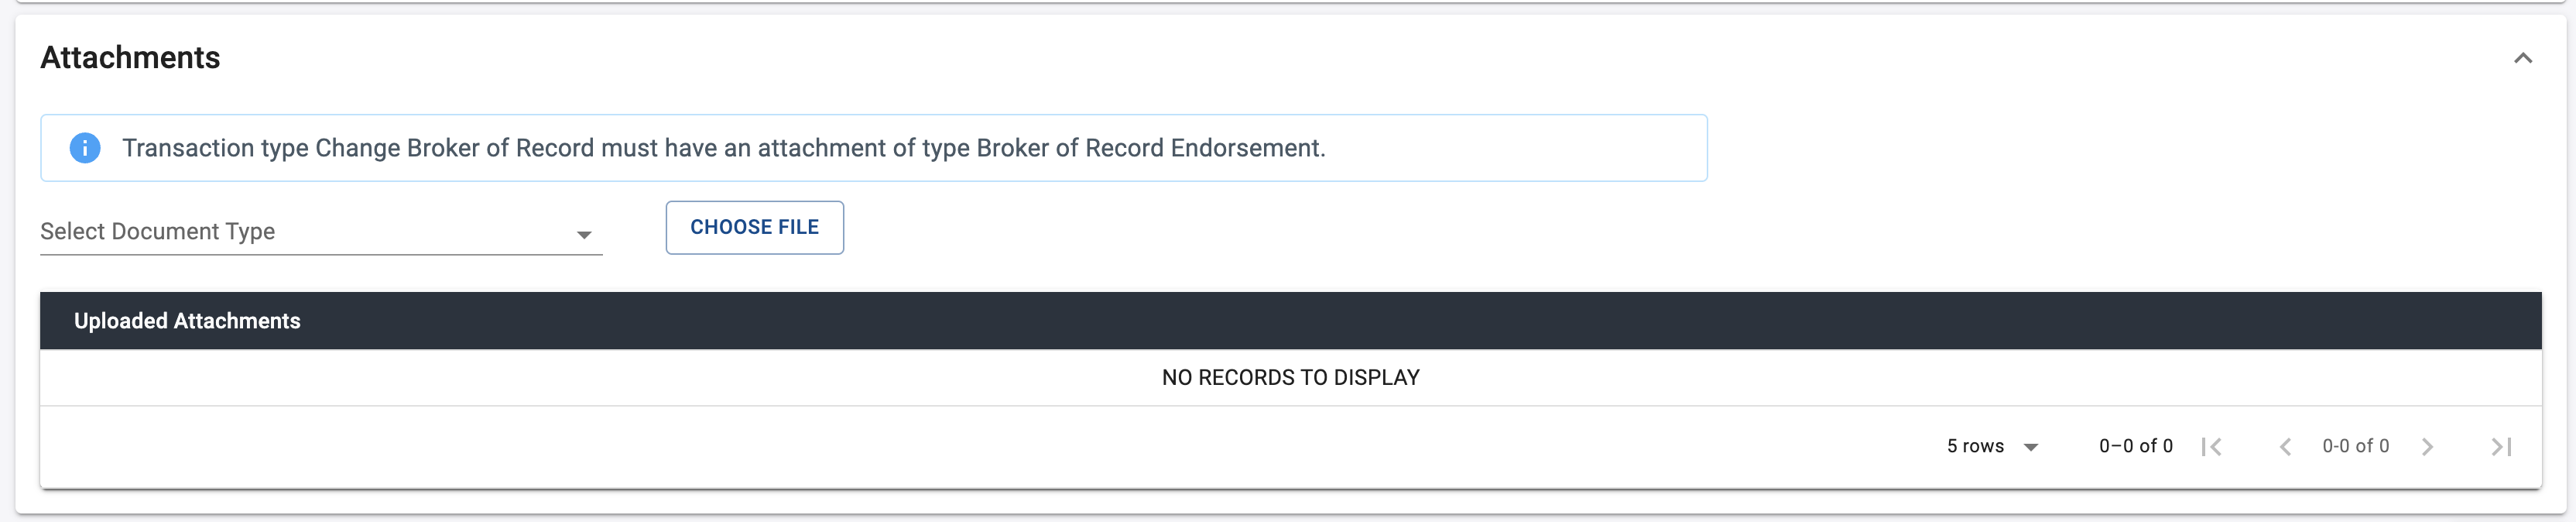 Attachments
Transaction type Change Broker of Record must have an attachment of type Broker of Record Endorsement.
Select Document Type
CHOOSE FILE
Uploaded Attachments
NO RECORDS TO DISPLAY
5 rows 0–0 of 0 0-0 of 0